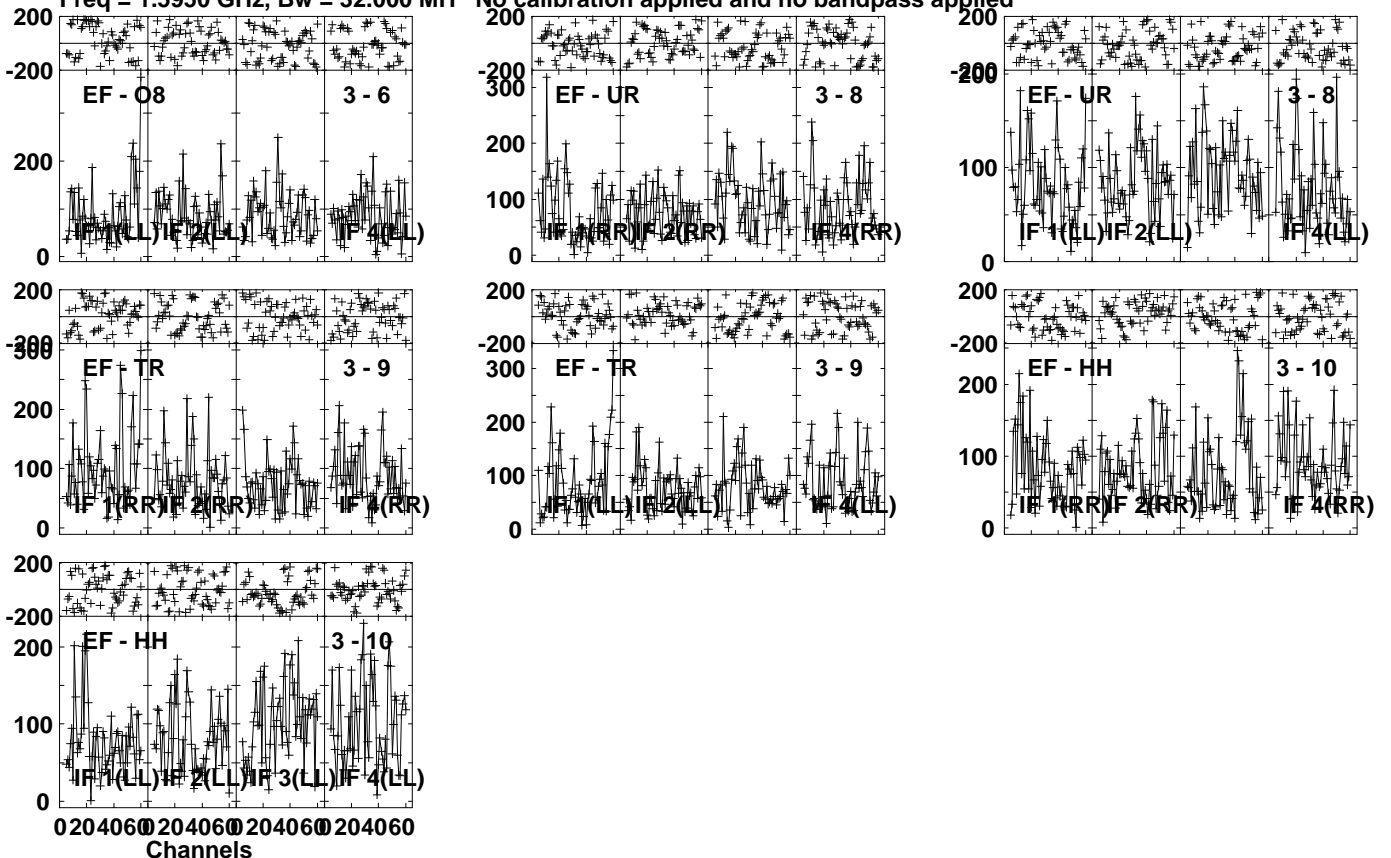 Freq = 1.5950 GHz, Bw = 32.000 MH No calibration applied and no bandpass applied
200
-200
EF - O8 3 - 6
200
0
IF 1(LL) IF 2(LL) IF 4(LL)
200
-200
300
EF - UR 3 - 8
200
100
0
IF 1(RR) IF 2(RR) IF 4(RR)
200
-200
200
EF - UR 3 - 8
100
0
IF 1(LL) IF 2(LL) IF 4(LL)
200
-200
300
EF - TR 3 - 9
200
100
0
IF 1(RR) IF 2(RR) IF 4(RR)
200
-200
300
EF - TR 3 - 9
200
100
0
IF 1(LL) IF 2(LL) IF 4(LL)
200
-200
EF - HH 3 - 10
200
100
0
IF 1(RR) IF 2(RR) IF 4(RR)
200
-200
EF - HH 3 - 10
200
100
0
IF 1(LL) IF 2(LL) IF 3(LL) IF 4(LL)
0 20 40 60 0 20 40 60 0 20 40 60 0 20 40 60
Channels